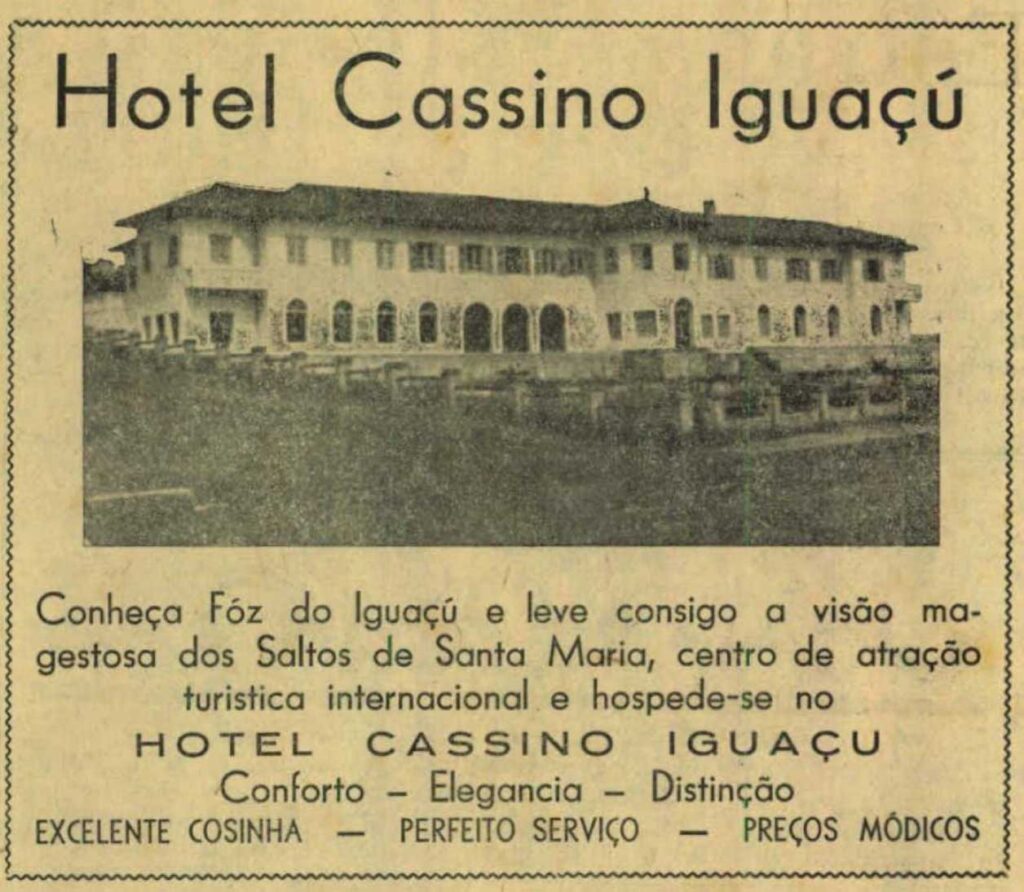 Hotel Cassino Iguaçú
Conheça Fóz do Iguaçú e leve consigo a visão ma-
gestosa dos Saltos de Santa Maria, centro de atração
turistica internacional e hospede-se no
HOTEL CASSINO IGUAÇU
Conforto – Elegancia – Distinção
EXCELENTE COSINHA — PERFEITO SERVIÇO — PREÇOS MÓDICOS